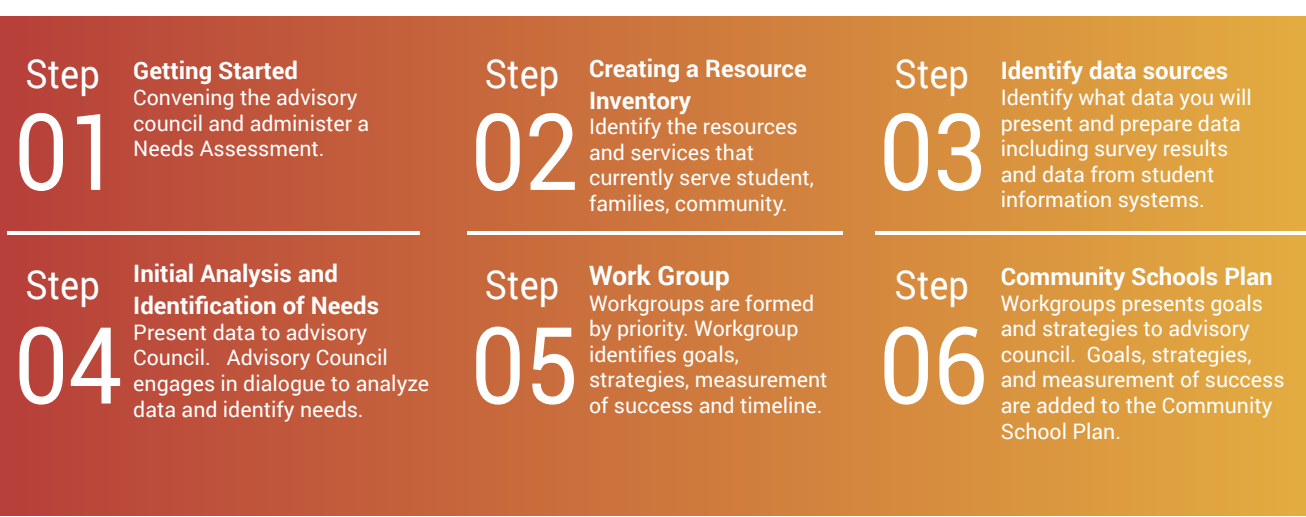 Step
01
Getting Started
Convening the advisory
council and administer a
Needs Assessment.
Step
02
Creating a Resource
Inventory
Identify the resources
and services that
currently serve student,
families, community.
Step
03
Identify data sources
Identify what data you will
present and prepare data
including survey results
and data from student
information systems.
Step
04
Initial Analysis and
Identification of Needs
Present data to advisory
Council. Advisory Council
engages in dialogue to analyze
data and identify needs.
Step
05
Work Group
Workgroups are formed
by priority. Workgroup
identifies goals,
strategies, measurement
of success and timeline.
Step
06
Community Schools Plan
Workgroups presents goals
and strategies to advisory
council. Goals, strategies,
and measurement of success
are added to the Community
School Plan.